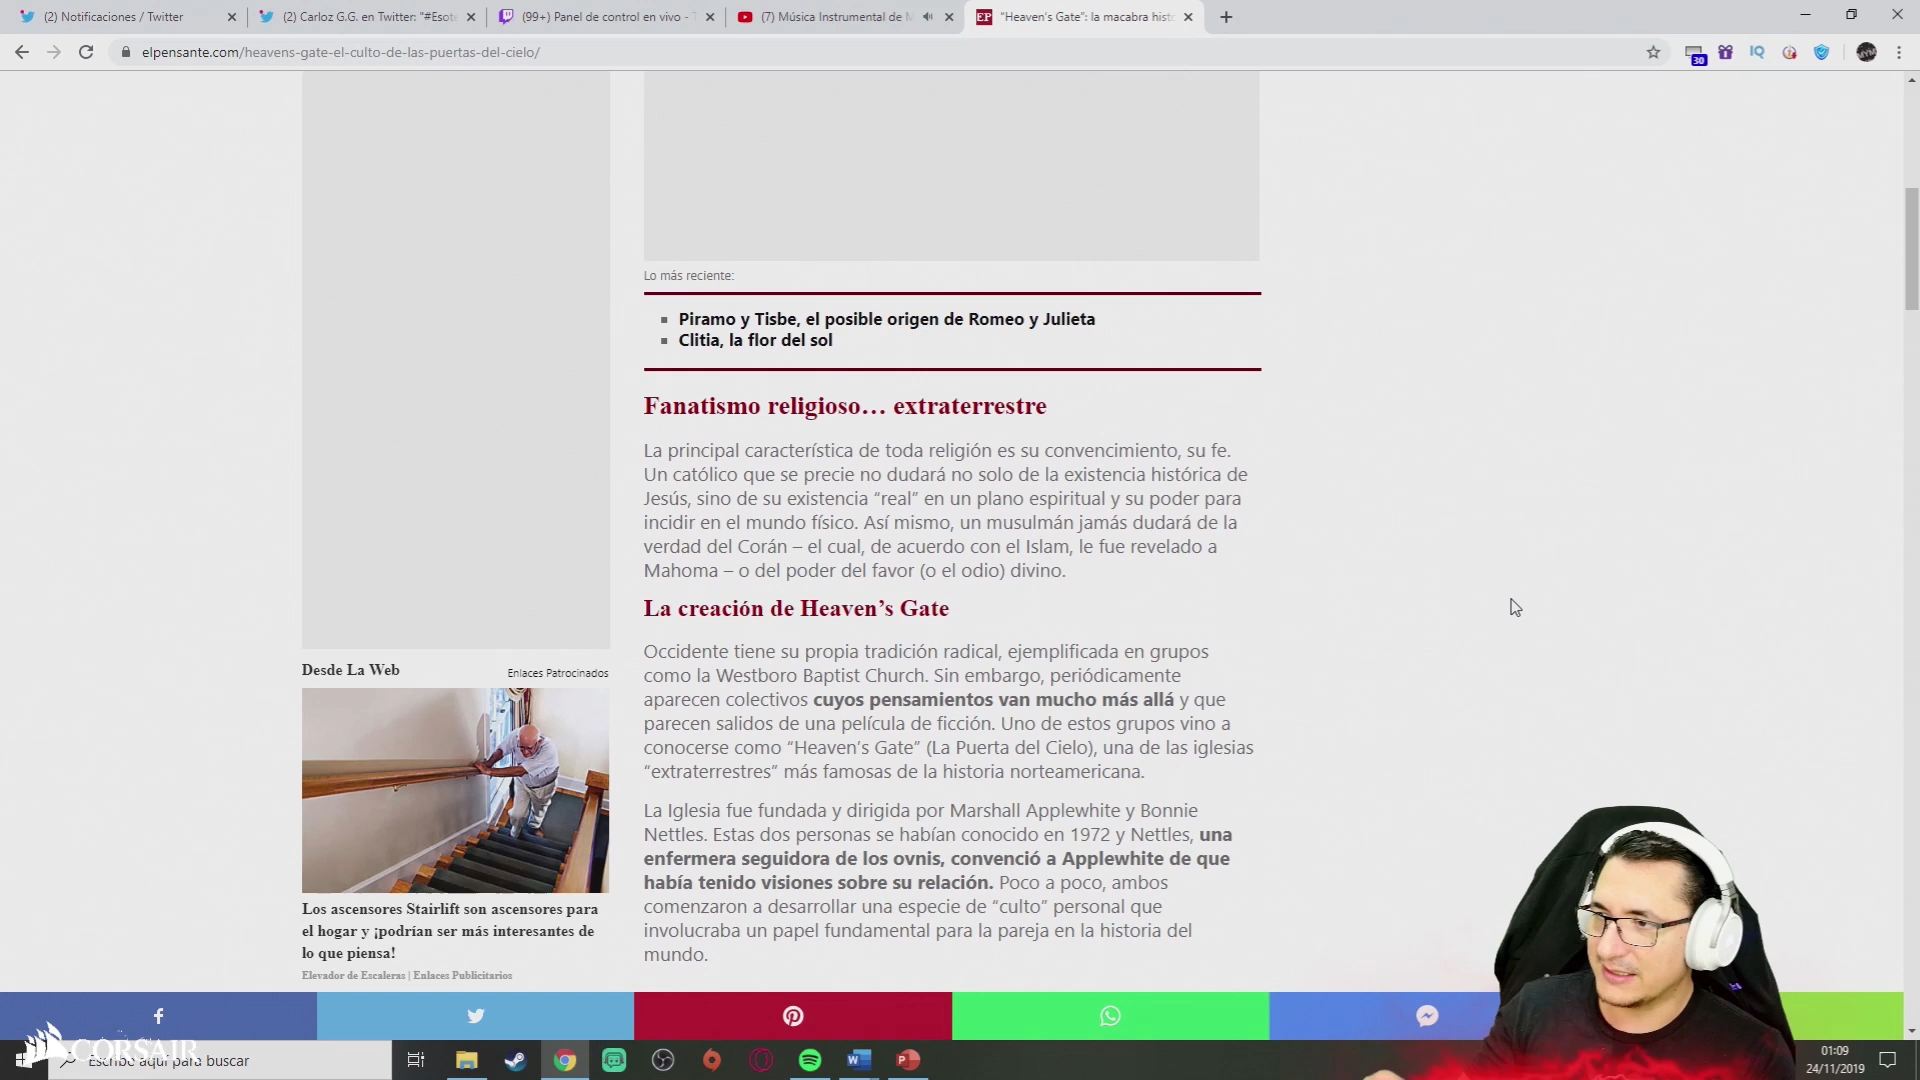 (2) Notificaciones / Twitter
(2) Carloz G.G. en Twitter: "#Esote
(99+) Panel de control en vivo - T
(7) Música Instrumental de M
EP
"Heaven's Gate": la macabra histo
elpensante.com/heavens-gate-el-culto-de-las-puertas-del-cielo/
30
IQ
Lo más reciente:
Piramo y Tisbe, el posible origen de Romeo y Julieta
Clitia, la flor del sol
Fanatismo religioso… extraterrestre
La principal característica de toda religión es su convencimiento, su fe.
Un católico que se precie no dudará no solo de la existencia histórica de
Jesús, sino de su existencia “real” en un plano espiritual y su poder para
incidir en el mundo físico. Así mismo, un musulmán jamás dudará de la
verdad del Corán – el cual, de acuerdo con el Islam, le fue revelado a
Mahoma – o del poder del favor (o el odio) divino.
La creación de Heaven’s Gate
Occidente tiene su propia tradición radical, ejemplificada en grupos
como la Westboro Baptist Church. Sin embargo, periódicamente
aparecen colectivos cuyos pensamientos van mucho más allá y que
parecen salidos de una película de ficción. Uno de estos grupos vino a
conocerse como “Heaven’s Gate” (La Puerta del Cielo), una de las iglesias
“extraterrestres” más famosas de la historia norteamericana.
La Iglesia fue fundada y dirigida por Marshall Applewhite y Bonnie
Nettles. Estas dos personas se habían conocido en 1972 y Nettles, una
enfermera seguidora de los ovnis, convenció a Applewhite de que
había tenido visiones sobre su relación. Poco a poco, ambos
comenzaron a desarrollar una especie de “culto” personal que
involucraba un papel fundamental para la pareja en la historia del
mundo.
Desde La Web
Enlaces Patrocinados
Los ascensores Stairlift son ascensores para
el hogar y ¡podrían ser más interesantes de
lo que piensa!
Elevador de Escaleras | Enlaces Publicitarios
CORSAIR
Escribe aquí para buscar
01:09
24/11/2019